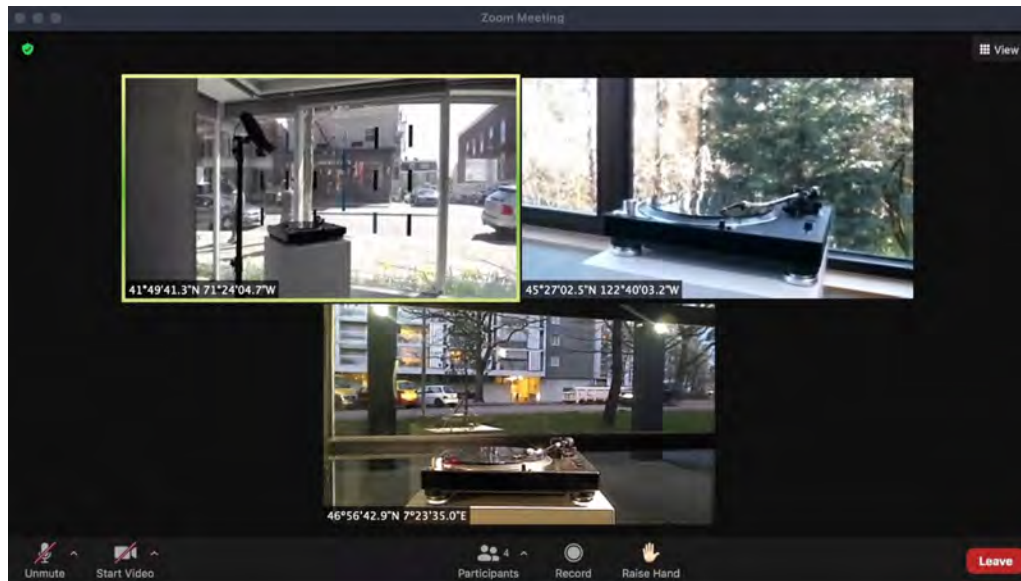 Zoom Meeting
View
41°49'41.3"N 71°24'04.7"W
45°27'02.5"N 122°40'03.2"W
46°56'42.9"N 7°23'35.0"E
4
Unmute Start Video Participants Record Raise Hand Leave